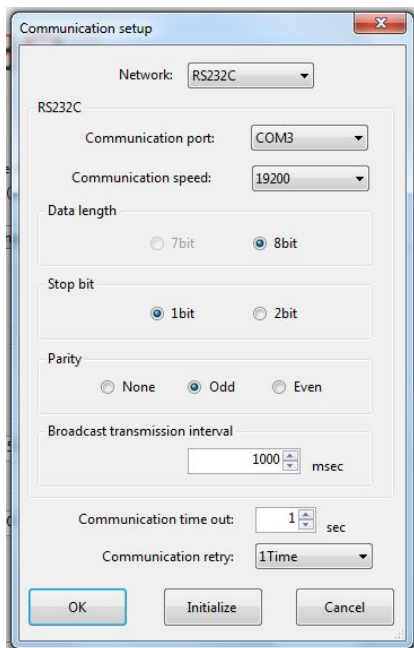 Communication setup
Network: RS232C
RS232C
Communication port: COM3
Communication speed: 19200
Data length
7bit 8bit
Stop bit
1bit 2bit
Parity
None Odd Even
Broadcast transmission interval
1000 msec
Communication time out: 1 sec
Communication retry: 1Time
OK Initialize Cancel